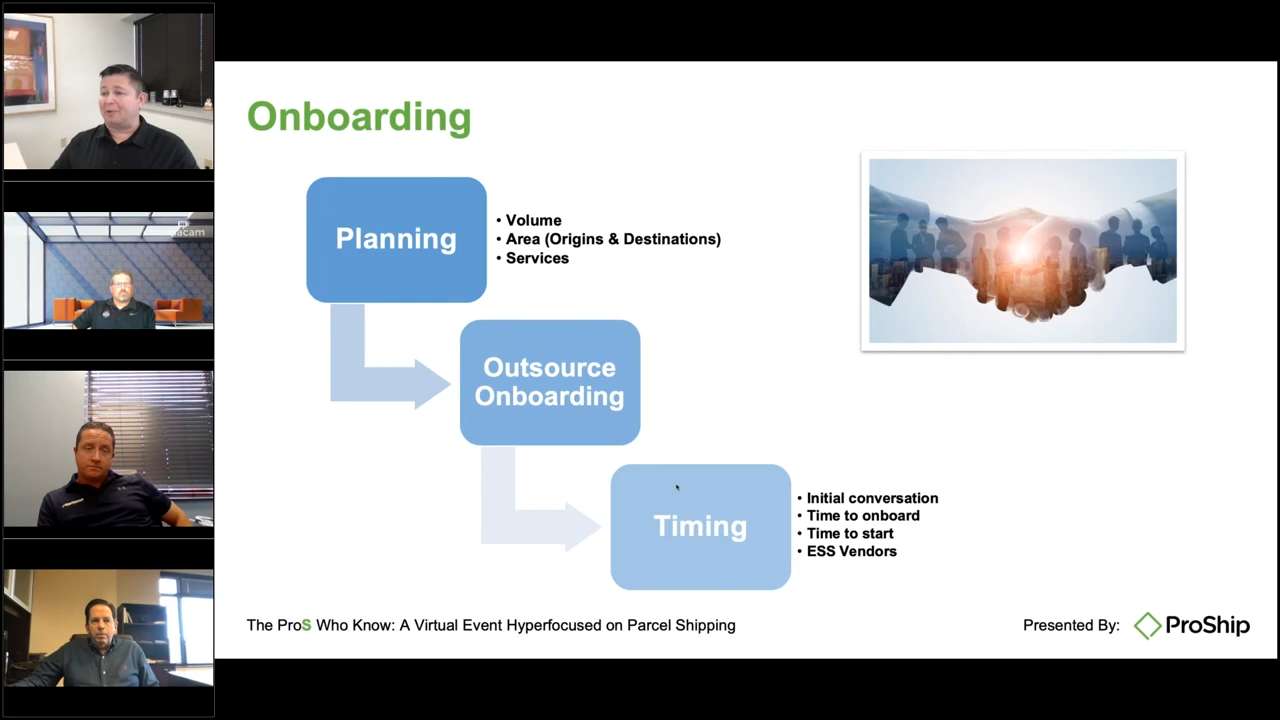 Onboarding
Planning
• Volume
• Area (Origins & Destinations)
• Services
Outsource
Onboarding
Timing
• Initial conversation
• Time to onboard
• Time to start
• ESS Vendors
The ProS Who Know: A Virtual Event Hyperfocused on Parcel Shipping
Presented By:
ProShip